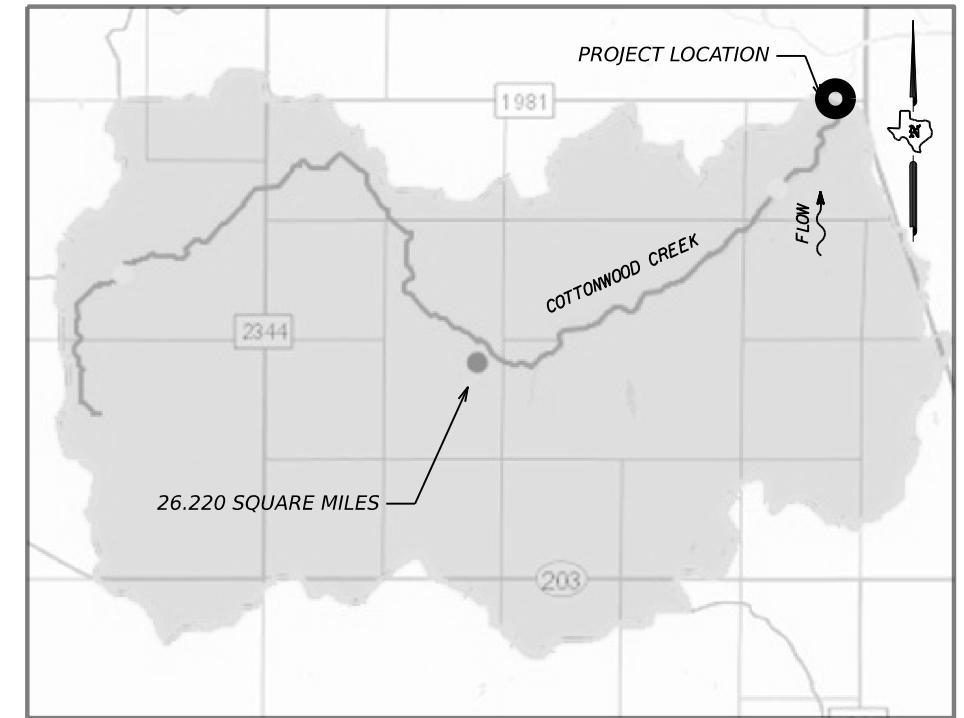 PROJECT LOCATION
1981
N
FLOW
COTTONWOOD CREEK
2344
26.220 SQUARE MILES
203